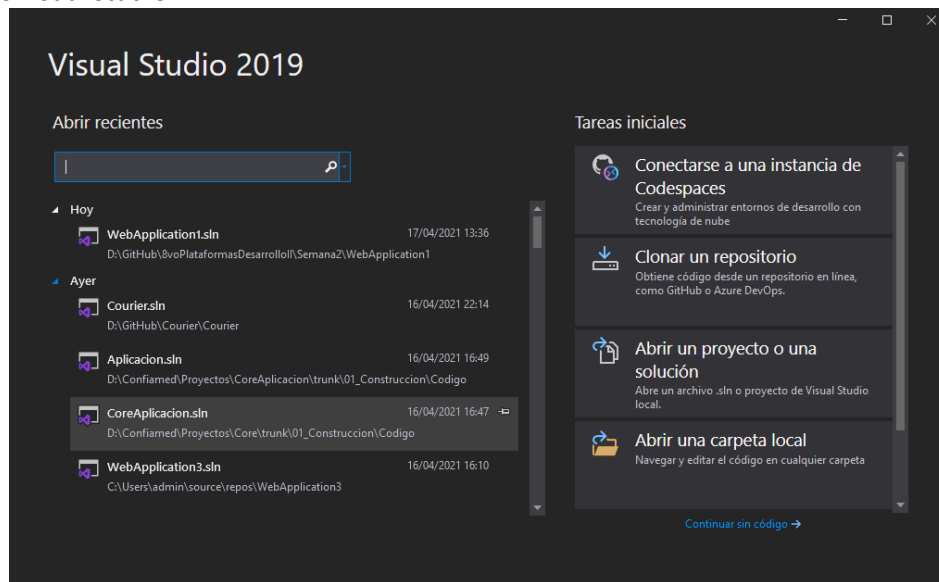 Visual Studio 2019
Abrir recientes
Hoy
WebApplication1.sln 17/04/2021 13:36
D:\GitHub\8voPlataformasDesarrolloII\Semana2\WebApplication1
Ayer
Courier.sln 16/04/2021 22:14
D:\GitHub\Courier\Courier
Aplicacion.sln 16/04/2021 16:49
D:\Confiamed\Proyectos\CoreAplicacion\trunk\01_Construccion\Codigo
CoreAplicacion.sln 16/04/2021 16:47
D:\Confiamed\Proyectos\Core\trunk\01_Construccion\Codigo
WebApplication3.sln 16/04/2021 16:10
C:\Users\admin\source\repos\WebApplication3
Tareas iniciales
Conectarse a una instancia de
Codespaces
Crear y administrar entornos de desarrollo con
tecnología de nube
Clonar un repositorio
Obtiene código desde un repositorio en línea,
como GitHub o Azure DevOps.
Abrir un proyecto o una
solución
Abre un archivo .sln o proyecto de Visual Studio
local.
Abrir una carpeta local
Navegar y editar el código en cualquier carpeta
Continuar sin código →